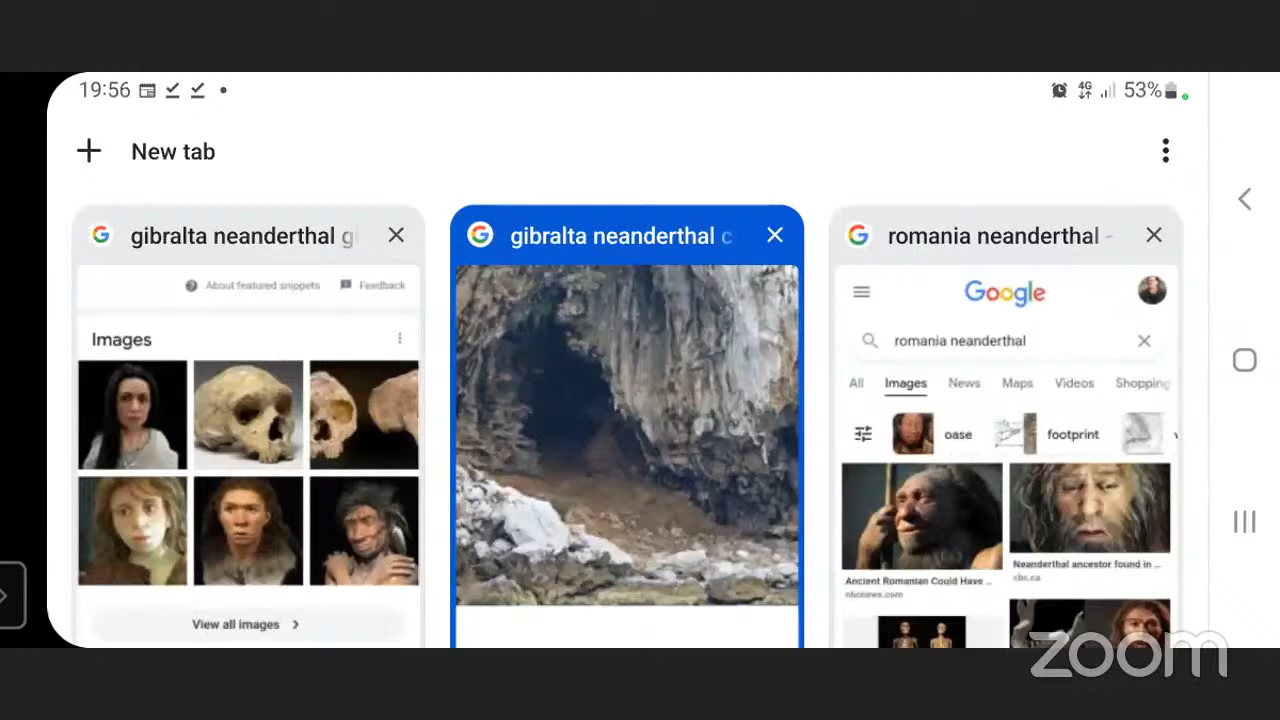 19:56
4G
53%
New tab
gibralta neanderthal
gibralta neanderthal c
romania neanderthal -
About featured snippets
Feedback
Images
View all images
Google
romania neanderthal
All Images News Maps Videos Shopping
oase
footprint
Ancient Romanian Could Have ...
nbcnews.com
Neanderthal ancestor found in ...
cbc.ca
zoom